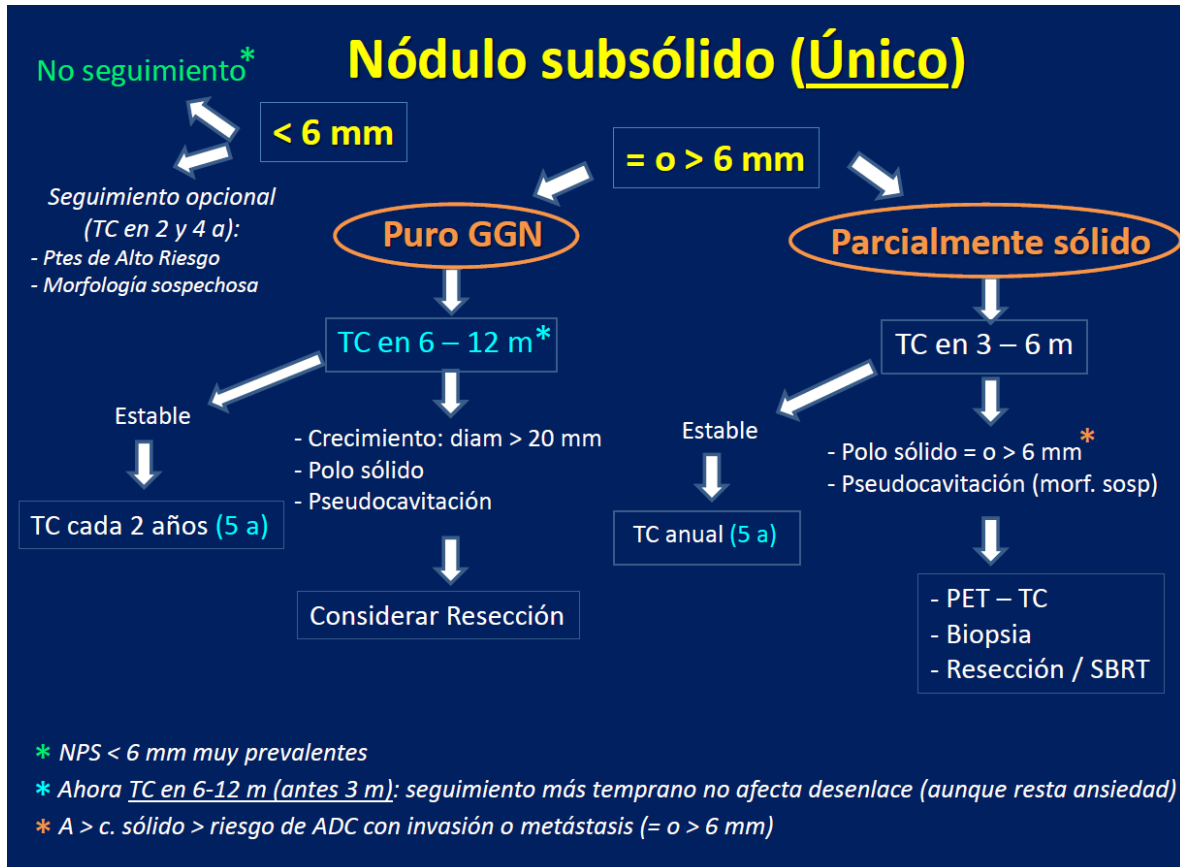 Nódulo subsólido (Único)
No seguimiento*
< 6 mm
= o > 6 mm
Seguimiento opcional
(TC en 2 y 4 a):
- Ptes de Alto Riesgo
- Morfología sospechosa
Puro GGN
Parcialmente sólido
TC en 6 – 12 m*
TC en 3 – 6 m
Estable
- Crecimiento: diam > 20 mm
- Polo sólido
- Pseudocavitación
Estable
- Polo sólido = o > 6 mm*
- Pseudocavitación (morf. sosp)
TC cada 2 años (5 a)
TC anual (5 a)
Considerar Resección
- PET – TC
- Biopsia
- Resección / SBRT
* NPS < 6 mm muy prevalentes
* Ahora TC en 6-12 m (antes 3 m): seguimiento más temprano no afecta desenlace (aunque resta ansiedad)
* A > c. sólido > riesgo de ADC con invasión o metástasis (= o > 6 mm)